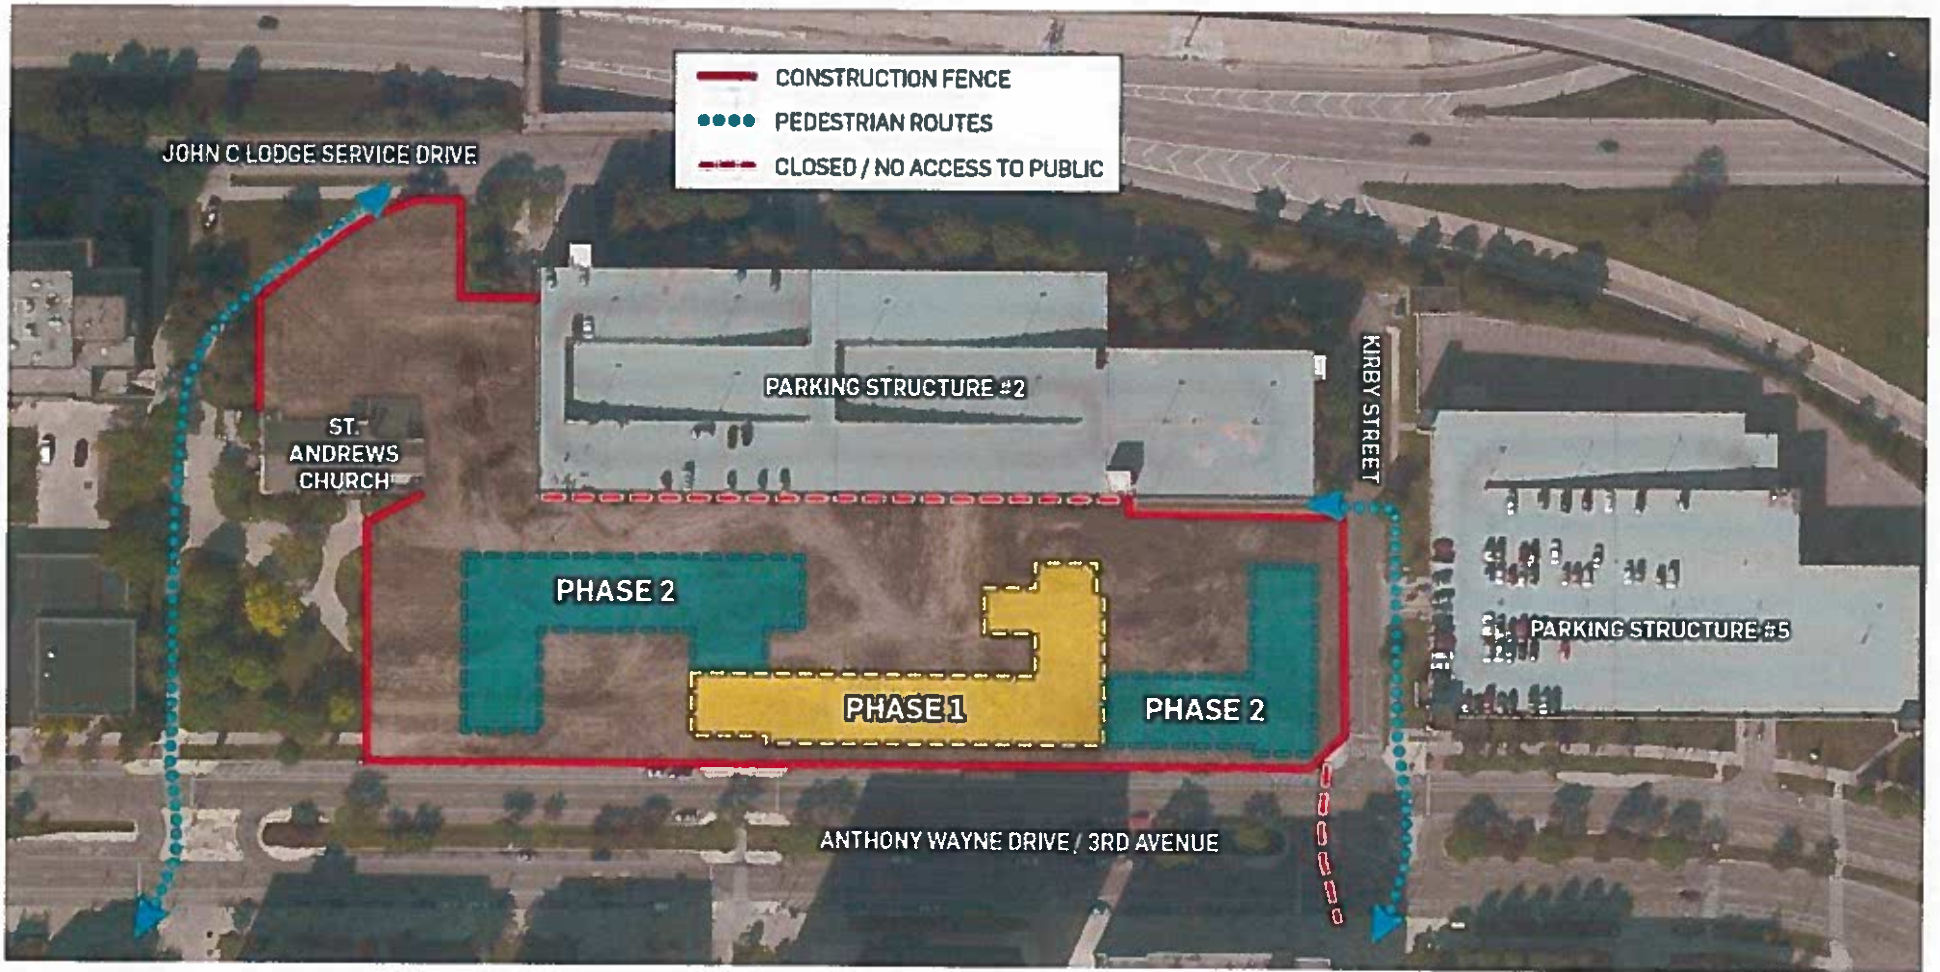 CONSTRUCTION FENCE
PEDESTRIAN ROUTES
CLOSED / NO ACCESS TO PUBLIC
JOHN C LODGE SERVICE DRIVE
PARKING STRUCTURE #2
KIRBY STREET
ST.
ANDREWS
CHURCH
PHASE 2
PARKING STRUCTURE #5
PHASE 1
PHASE 2
ANTHONY WAYNE DRIVE / 3RD AVENUE